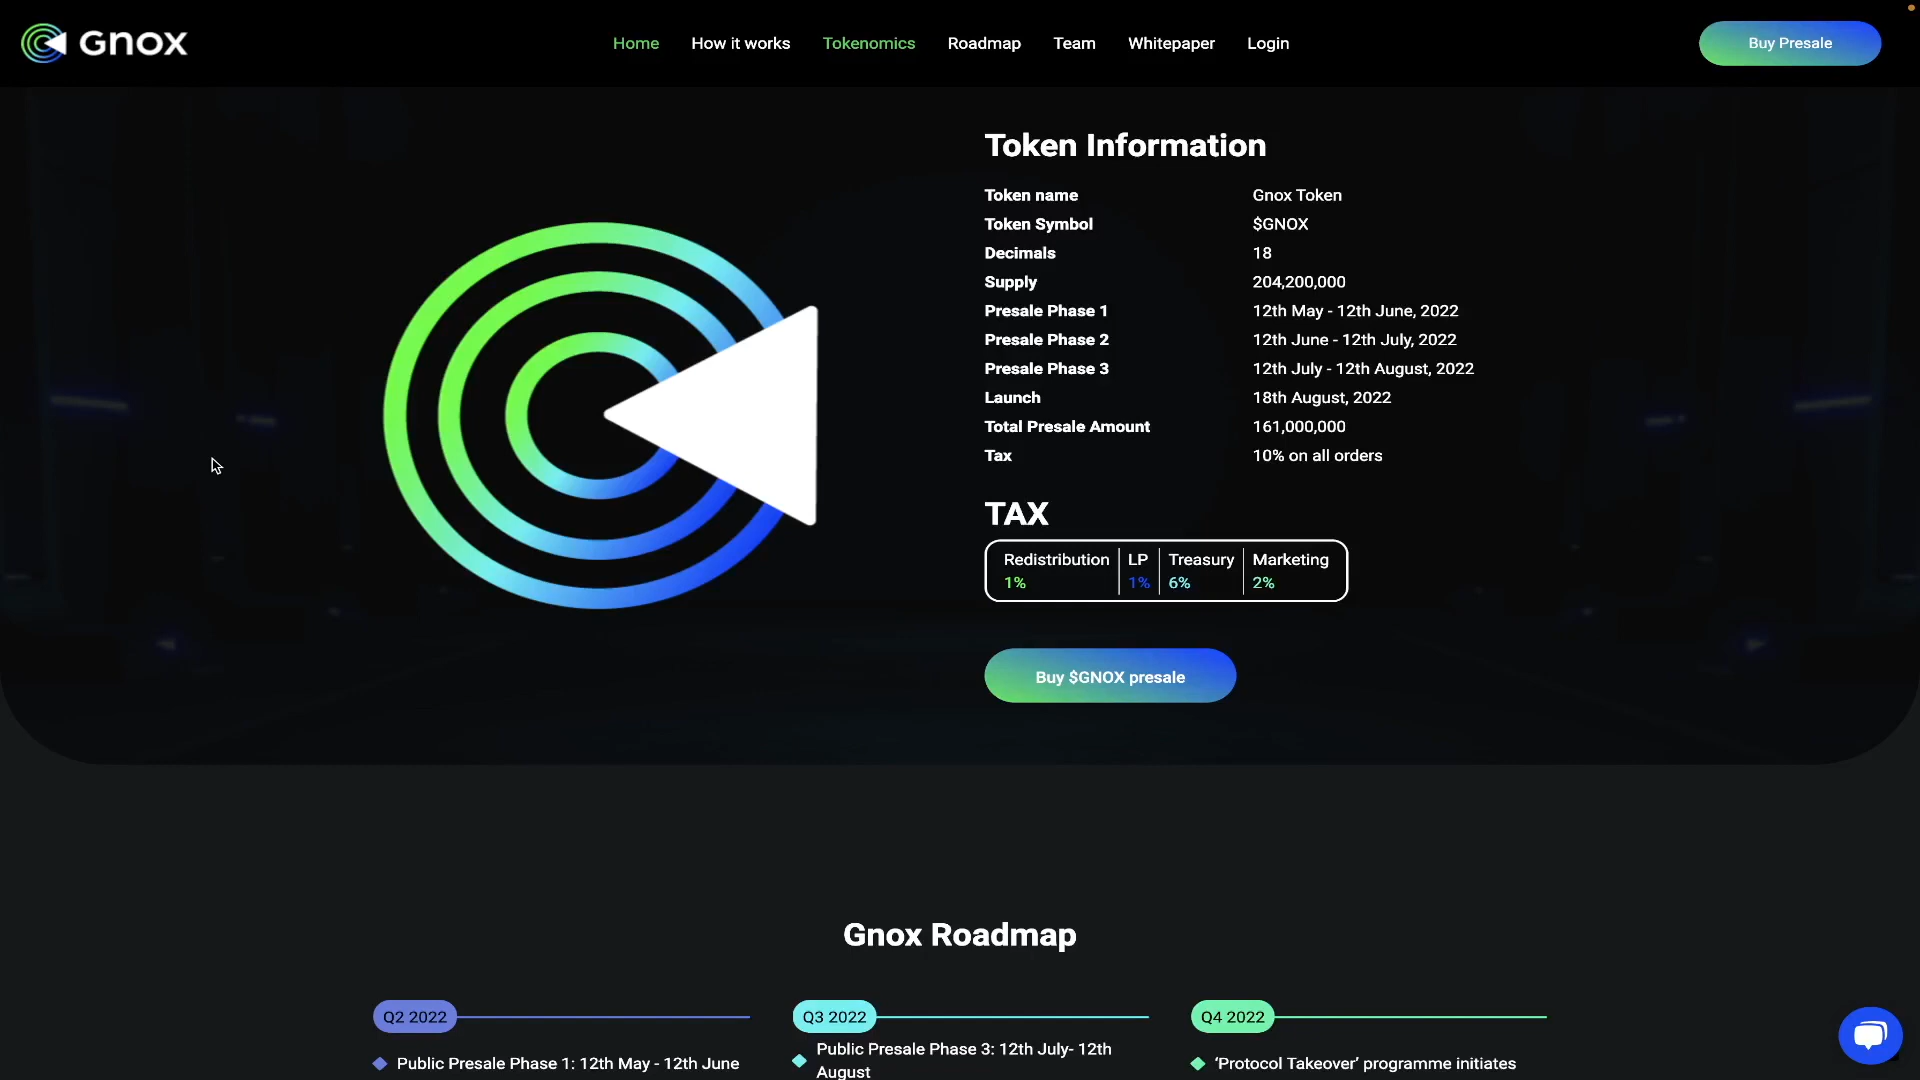 Gnox
Home How it works Tokenomics Roadmap Team Whitepaper Login
Buy Presale
Token Information
Token name Gnox Token
Token Symbol $GNOX
Decimals 18
Supply 204,200,000
Presale Phase 1 12th May - 12th June, 2022
Presale Phase 2 12th June - 12th July, 2022
Presale Phase 3 12th July - 12th August, 2022
Launch 18th August, 2022
Total Presale Amount 161,000,000
Tax 10% on all orders
TAX
Redistribution LP Treasury Marketing
1% 1% 6% 2%
Buy $GNOX presale
Gnox Roadmap
Q2 2022
Public Presale Phase 1: 12th May - 12th June
Q3 2022
Public Presale Phase 3: 12th July- 12th
August
Q4 2022
‘Protocol Takeover’ programme initiates